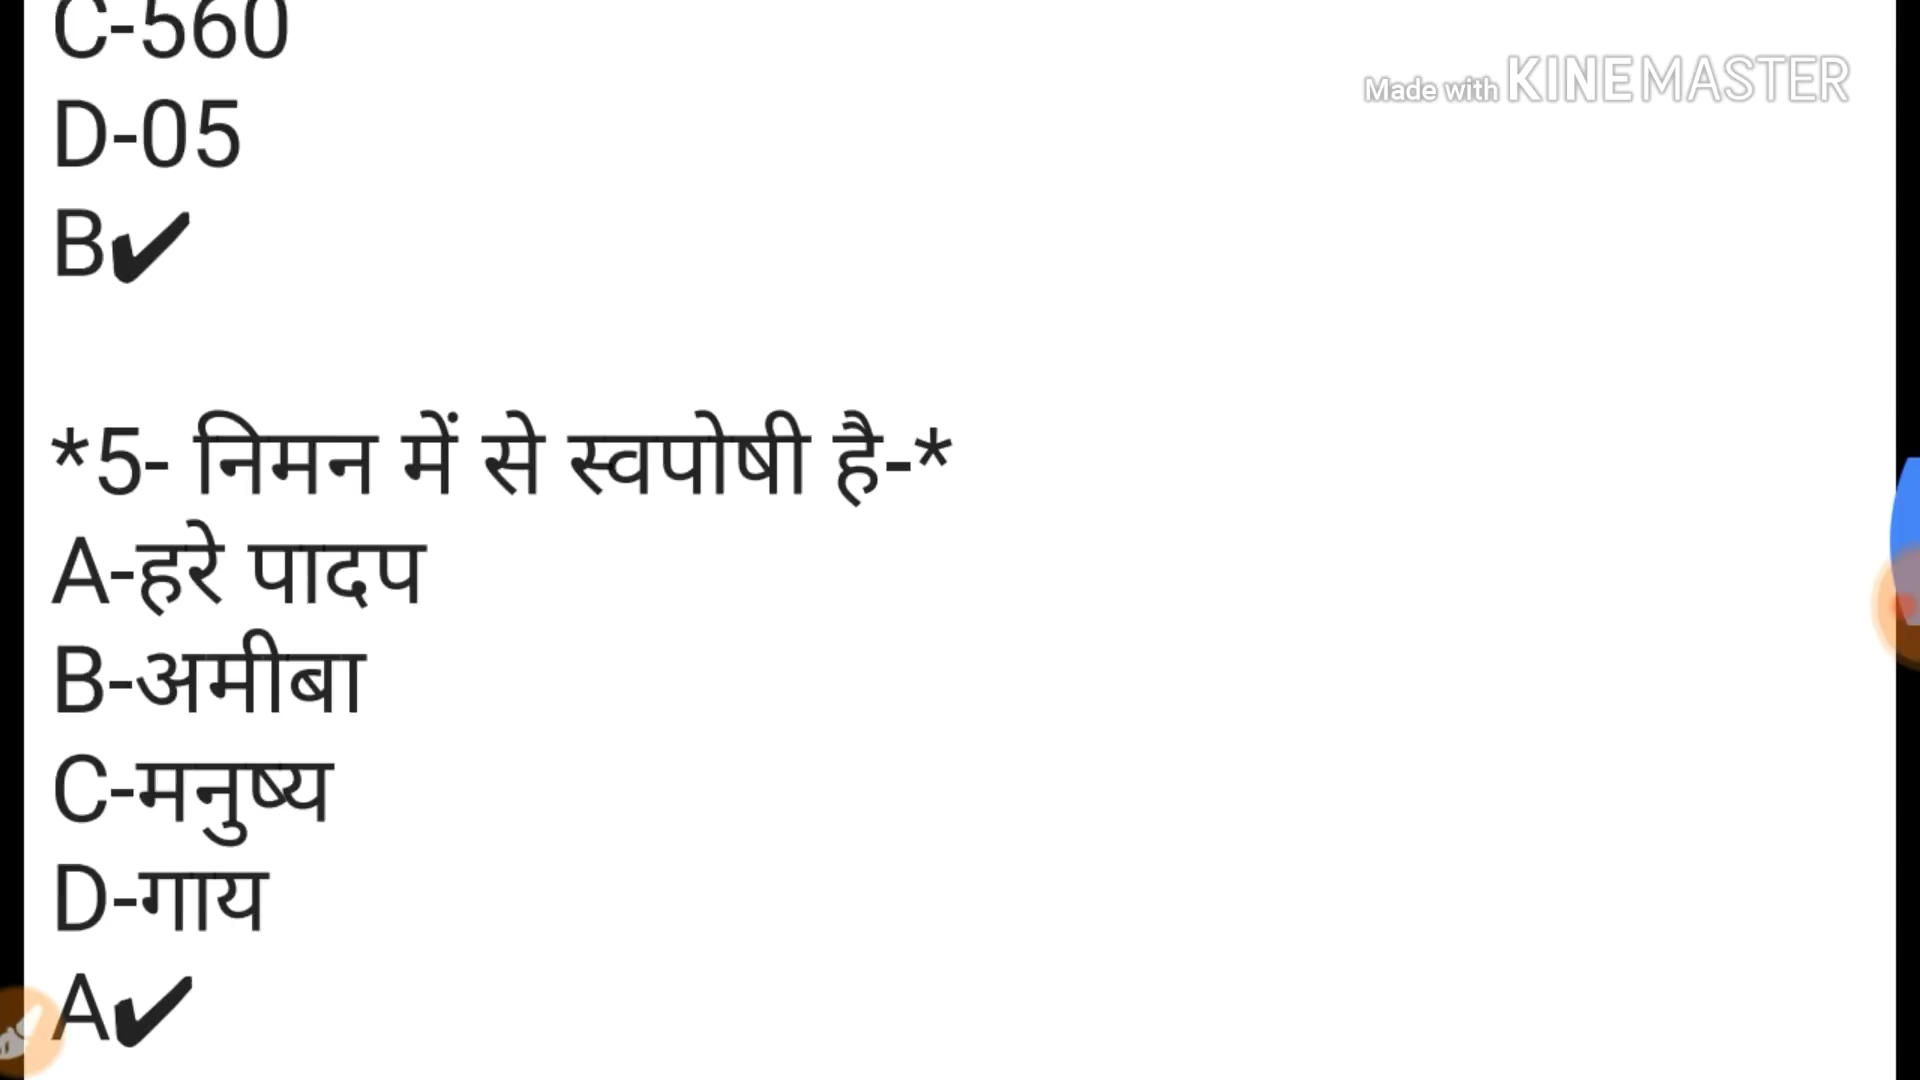 C-560
Made with KINEMASTER
D-05
B✔
*5- निमन में से स्वपोषी है-*
A-हरे पादप
B-अमीबा
C-मनुष्य
D-गाय
A✔